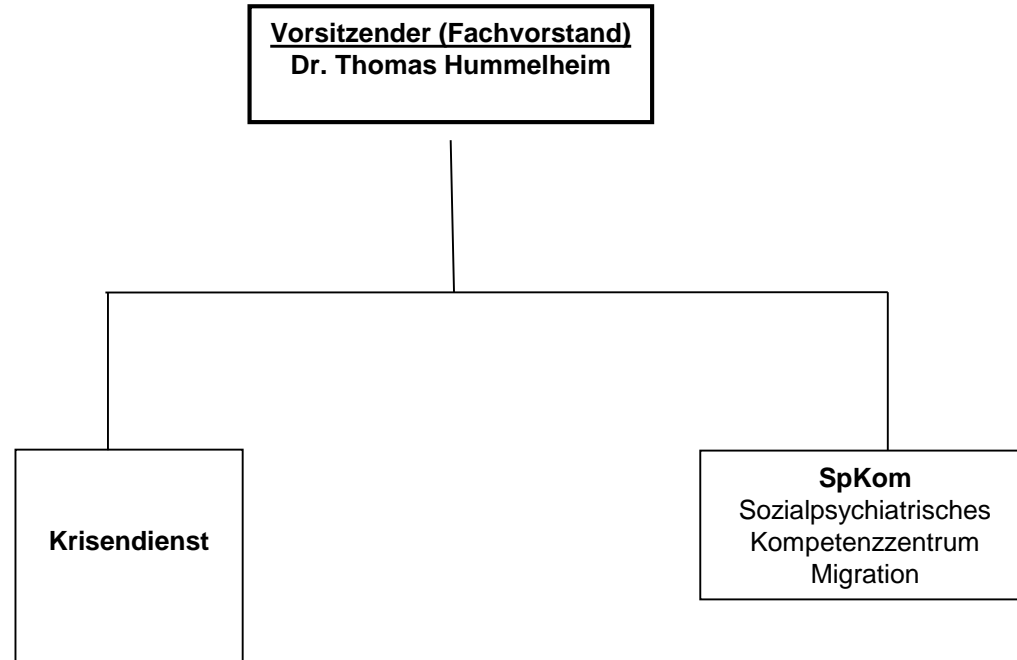 Vorsitzender (Fachvorstand)
Dr. Thomas Hummelheim
Krisendienst
SpKom
Sozialpsychiatrisches
Kompetenzzentrum
Migration